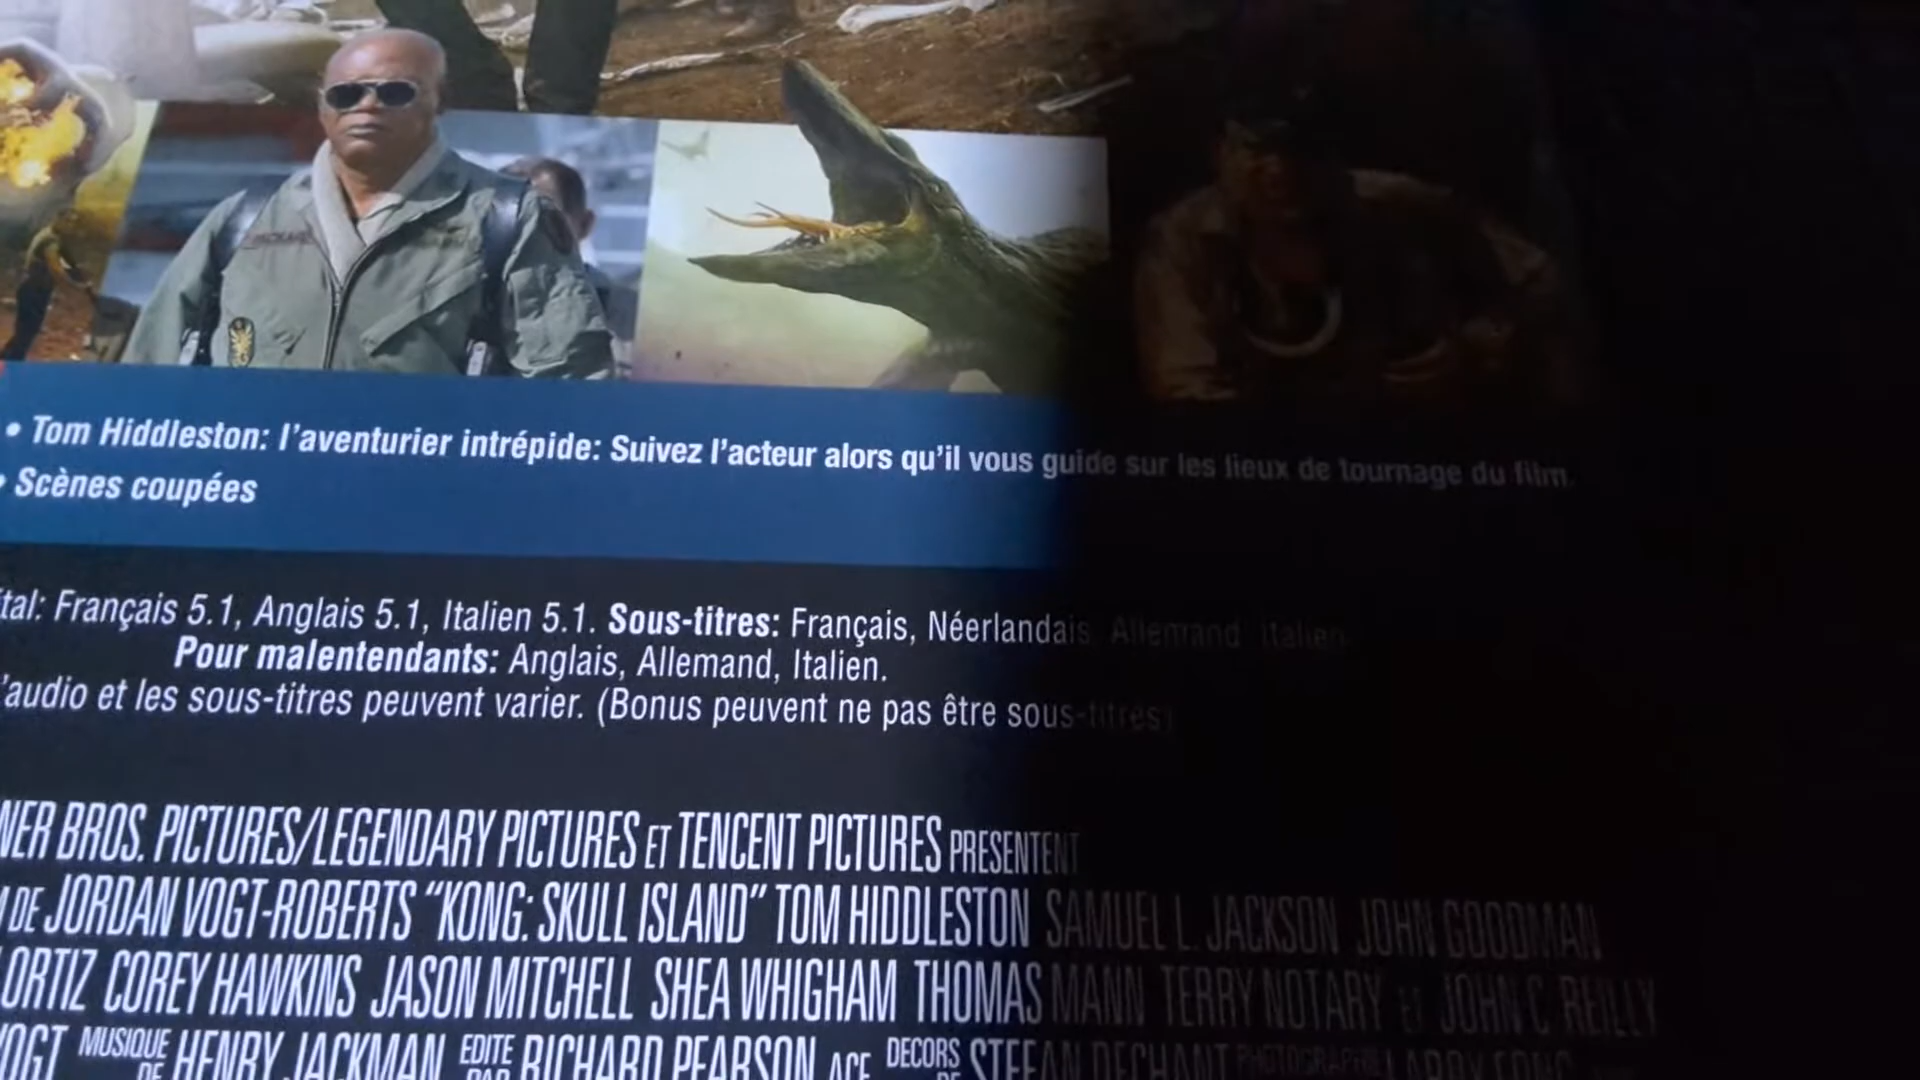 • Tom Hiddleston: l’aventurier intrépide: Suivez l’acteur alors qu’il vous guide sur les lieux de tournage du film.
• Scènes coupées
tal: Français 5.1, Anglais 5.1, Italien 5.1. Sous-titres: Français, Néerlandais, Allemand, Italien.
Pour malentendants: Anglais, Allemand, Italien.
’audio et les sous-titres peuvent varier. (Bonus peuvent ne pas être sous-titrés)
NER BROS. PICTURES/LEGENDARY PICTURES ET TENCENT PICTURES PRESENTENT
DE JORDAN VOGT-ROBERTS “KONG: SKULL ISLAND” TOM HIDDLESTON SAMUEL L. JACKSON JOHN GOODMAN
ORTIZ COREY HAWKINS JASON MITCHELL SHEA WHIGHAM THOMAS MANN TERRY NOTARY ET JOHN C. REILLY
VOGT MUSIQUE DE HENRY JACKMAN EDITE PAR RICHARD PEARSON ACE DECORS DE STEFAN DECHANT PHOTOGRAPHIE LARRY FONG